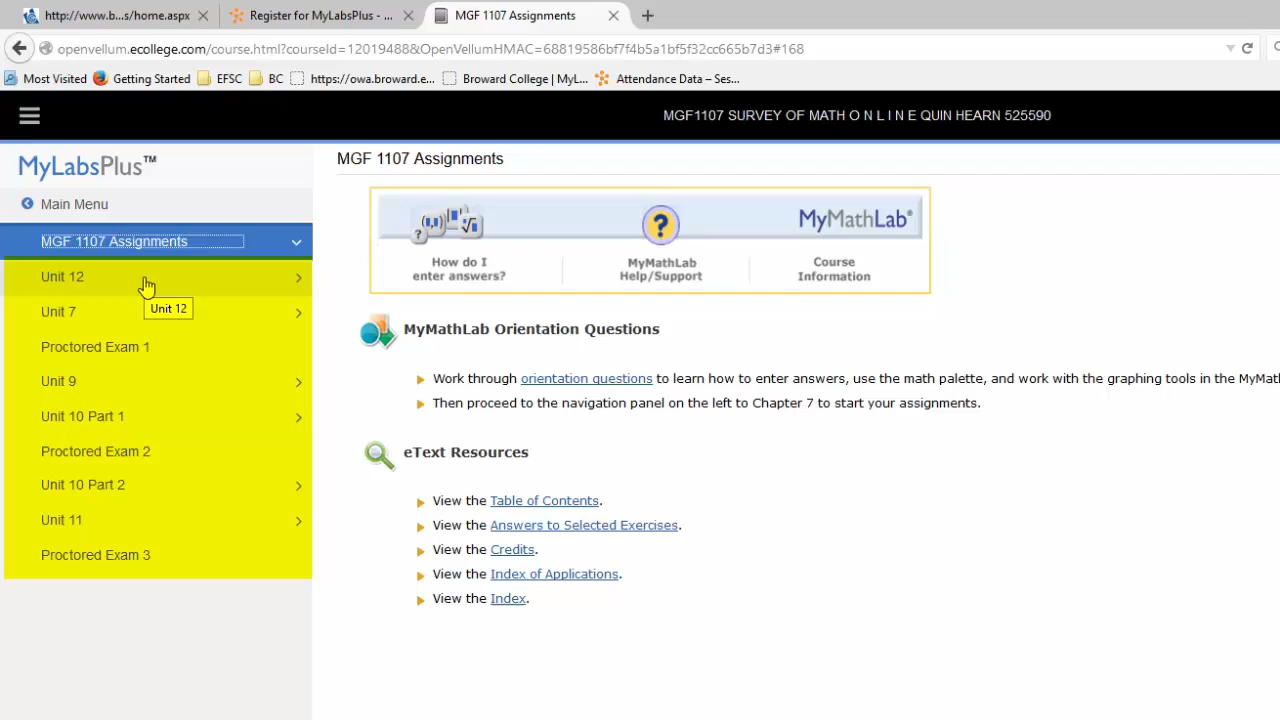 http://www.b...s/home.aspx
Register for MyLabsPlus - ...
MGF 1107 Assignments
openvellum.ecollege.com/course.html?courseId=12019488&OpenVellumHMAC=68819586bf7f4b5a1bf5f32cc665b7d3#168
Most Visited
Getting Started
EFSC
BC
https://owa.broward.e...
Broward College | MyL...
Attendance Data – Ses...
MGF1107 SURVEY OF MATH O N L I N E QUIN HEARN 525590
MyLabsPlus™
Main Menu
MGF 1107 Assignments
Unit 12
Unit 12
Unit 7
Proctored Exam 1
Unit 9
Unit 10 Part 1
Proctored Exam 2
Unit 10 Part 2
Unit 11
Proctored Exam 3
MGF 1107 Assignments
MyMathLab®
How do I
enter answers?
MyMathLab
Help/Support
Course
Information
MyMathLab Orientation Questions
Work through orientation questions to learn how to enter answers, use the math palette, and work with the graphing tools in the MyMat
Then proceed to the navigation panel on the left to Chapter 7 to start your assignments.
eText Resources
View the Table of Contents.
View the Answers to Selected Exercises.
View the Credits.
View the Index of Applications.
View the Index.